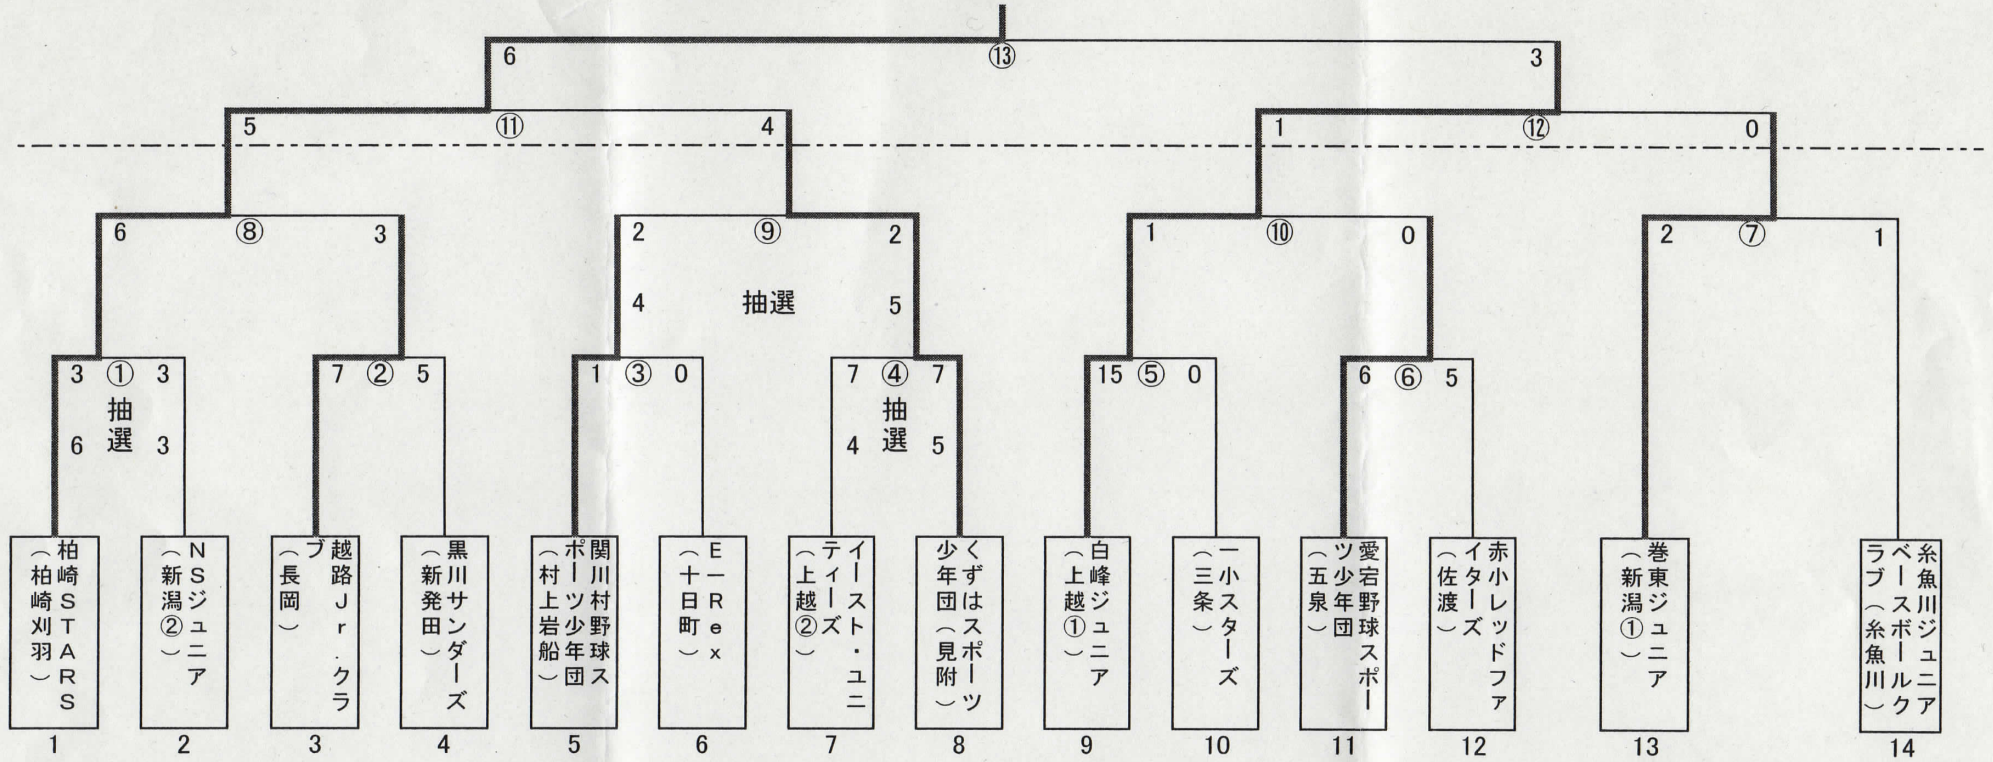 6 ⑬ 3
5 ⑪ 4 1 ⑫ 0
6 ⑧ 3 2 ⑨ 2 1 ⑩ 0 2 ⑦ 1
4 抽選 5
3 ① 3 7 ② 5 1 ③ 0 7 ④ 7 15 ⑤ 0 6 ⑥ 5
抽選 抽選
6 3 4 5
柏崎STARS
(柏崎刈羽)
NSジュニア
(新潟②)
越路Jr.クラ
ブ
(長岡)
黒川サンダーズ
(新発田)
関川村野球ス
ポーツ少年団
(村上岩船)
E-Rex
(十日町)
イースト・ユニ
ティーズ
(上越②)
くずはスポーツ
少年団(見附)
白峰ジュニア
(上越①)
一小スターズ
(三条)
愛宕野球スポー
ツ少年団
(五泉)
赤小レッドファ
イターズ
(佐渡)
巻東ジュニア
(新潟①)
糸魚川ジュニア
ベースボールク
ラブ(糸魚川)
1 2 3 4 5 6 7 8 9 10 11 12 13 14